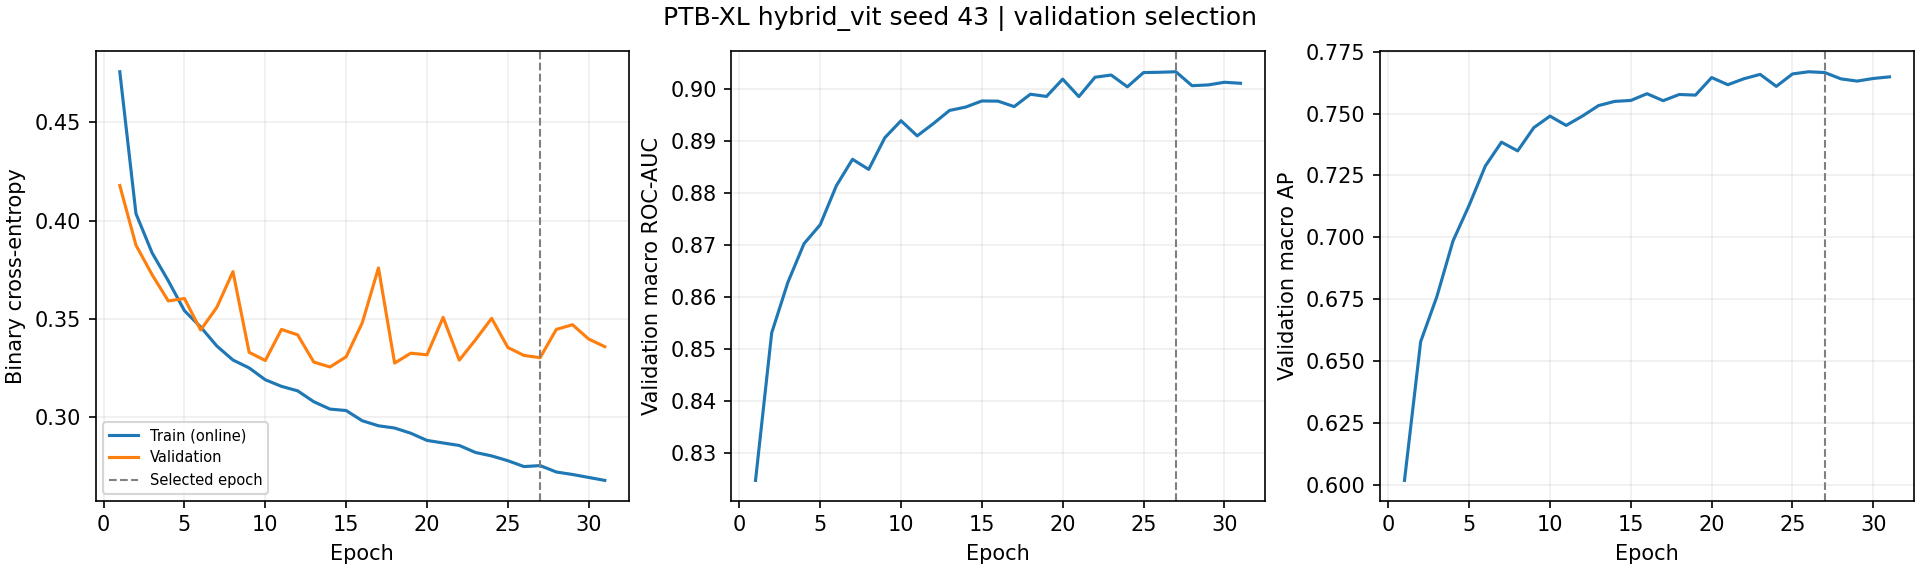 PTB-XL hybrid_vit seed 43 | validation selection
Binary cross-entropy
0.45
0.40
0.35
0.30
Train (online)
Validation
Selected epoch
0 5 10 15 20 25 30
Epoch
Validation macro ROC-AUC
0.90
0.89
0.88
0.87
0.86
0.85
0.84
0.83
0 5 10 15 20 25 30
Epoch
Validation macro AP
0.775
0.750
0.725
0.700
0.675
0.650
0.625
0.600
0 5 10 15 20 25 30
Epoch